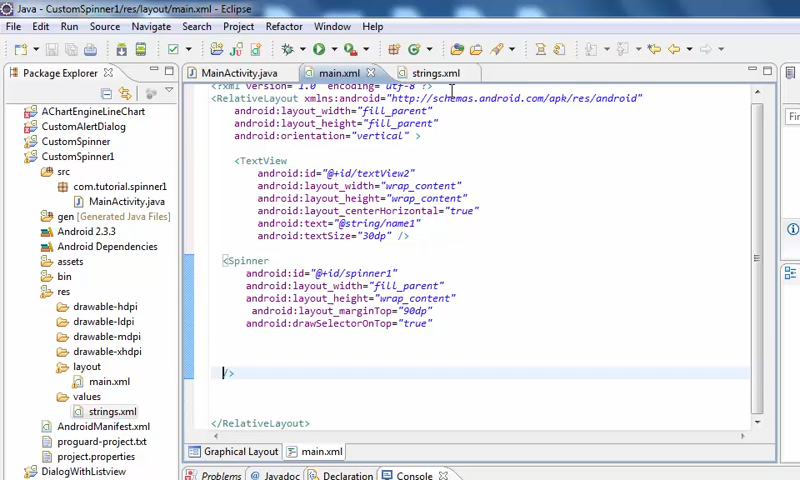 Java - CustomSpinner1/res/layout/main.xml - Eclipse
File Edit Run Source Navigate Search Project Refactor Window Help
Package Explorer
MainActivity.java main.xml strings.xml
AChartEngineLineChart
CustomAlertDialog
CustomSpinner
CustomSpinner1
src
com.tutorial.spinner1
MainActivity.java
gen [Generated Java Files]
Android 2.3.3
Android Dependencies
assets
bin
res
drawable-hdpi
drawable-ldpi
drawable-mdpi
drawable-xhdpi
layout
main.xml
values
strings.xml
AndroidManifest.xml
proguard-project.txt
project.properties
DialogWithListview
<?xml version="1.0" encoding="utf-8"?>
<RelativeLayout xmlns:android="http://schemas.android.com/apk/res/android"
android:layout_width="fill_parent"
android:layout_height="fill_parent"
android:orientation="vertical" >
<TextView
android:id="@+id/textView2"
android:layout_width="wrap_content"
android:layout_height="wrap_content"
android:layout_centerHorizontal="true"
android:text="@string/name1"
android:textSize="30dp" />
<Spinner
android:id="@+id/spinner1"
android:layout_width="fill_parent"
android:layout_height="wrap_content"
android:layout_marginTop="90dp"
android:drawSelectorOnTop="true"
/>
</RelativeLayout>
Graphical Layout main.xml
Problems Javadoc Declaration Console